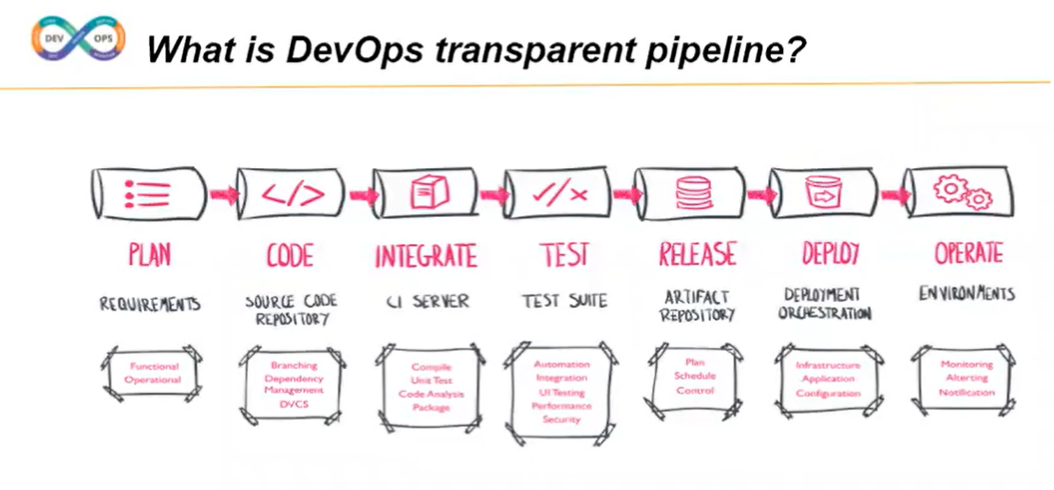 DEV OPS
What is DevOps transparent pipeline?
PLAN
CODE
INTEGRATE
TEST
RELEASE
DEPLOY
OPERATE
REQUIREMENTS
SOURCE CODE
REPOSITORY
CI SERVER
TEST SUITE
ARTIFACT
REPOSITORY
DEPLOYMENT
ORCHESTRATION
ENVIRONMENTS
Functional
Operational
Branching
Dependency
Management
DVCS
Compile
Unit Test
Code Analysis
Package
Automation
Integration
UI Testing
Performance
Security
Plan
Schedule
Control
Infrastructure
Application
Configuration
Monitoring
Alterting
Notification